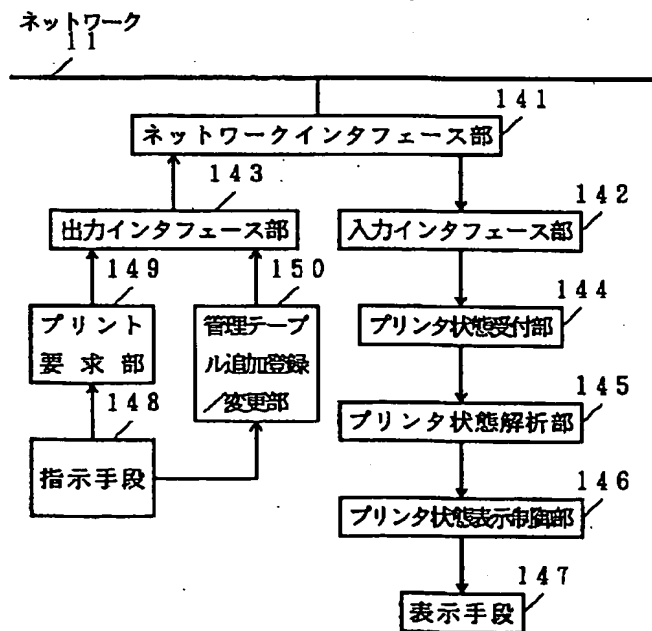 ネットワーク
11
141
ネットワークインタフェース部
143
出力インタフェース部
142
入力インタフェース部
149
プリント
要求部
150
管理テーブ
ル追加登録
/変更部
144
プリンタ状態受付部
148
指示手段
145
プリンタ状態解析部
146
プリンタ状態表示制御部
147
表示手段